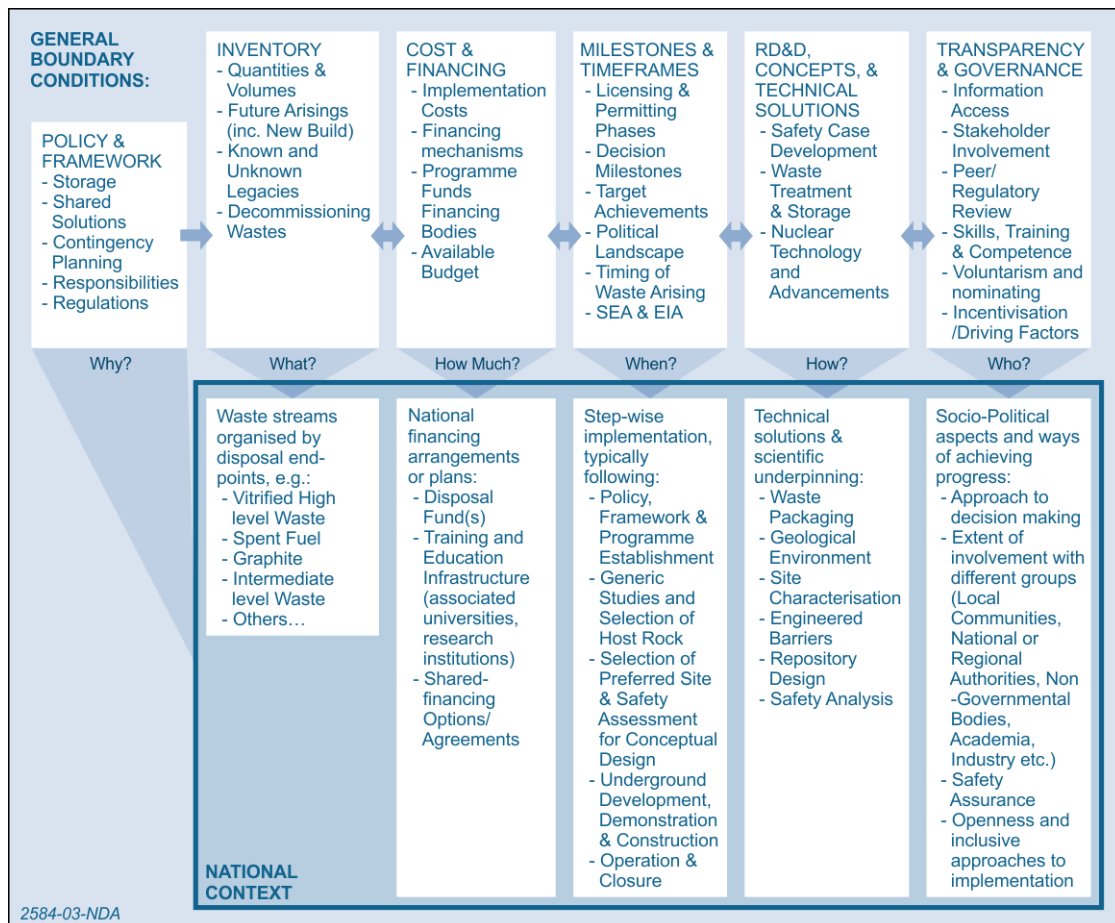 GENERAL
BOUNDARY
CONDITIONS:
POLICY &
FRAMEWORK
- Storage
- Shared
Solutions
- Contingency
Planning
- Responsibilities
- Regulations
Why?
INVENTORY
- Quantities &
Volumes
- Future Arisings
(inc. New Build)
- Known and
Unknown
Legacies
- Decommissioning
Wastes
What?
COST &
FINANCING
- Implementation
Costs
- Financing
mechanisms
- Programme
Funds
Financing
Bodies
- Available
Budget
How Much?
MILESTONES &
TIMEFRAMES
- Licensing &
Permitting
Phases
- Decision
Milestones
- Target
Achievements
- Political
Landscape
- Timing of
Waste Arising
- SEA & EIA
When?
RD&D,
CONCEPTS, &
TECHNICAL
SOLUTIONS
- Safety Case
Development
- Waste
Treatment
& Storage
- Nuclear
Technology
and
Advancements
How?
TRANSPARENCY
& GOVERNANCE
- Information
Access
- Stakeholder
Involvement
- Peer/
Regulatory
Review
- Skills, Training
& Competence
- Voluntarism and
nominating
- Incentivisation
/Driving Factors
Who?
Waste streams
organised by
disposal end-
points, e.g.:
- Vitrified High
level Waste
- Spent Fuel
- Graphite
- Intermediate
level Waste
- Others…
National
financing
arrangements
or plans:
- Disposal
Fund(s)
- Training and
Education
Infrastructure
(associated
universities,
research
institutions)
- Shared-
financing
Options/
Agreements
Step-wise
implementation,
typically
following:
- Policy,
Framework &
Programme
Establishment
- Generic
Studies and
Selection of
Host Rock
- Selection of
Preferred Site
& Safety
Assessment
for Conceptual
Design
- Underground
Development,
Demonstration
& Construction
- Operation &
Closure
Technical
solutions &
scientific
underpinning:
- Waste
Packaging
- Geological
Environment
- Site
Characterisation
- Engineered
Barriers
- Repository
Design
- Safety Analysis
Socio-Political
aspects and ways
of achieving
progress:
- Approach to
decision making
- Extent of
involvement with
different groups
(Local
Communities,
National or
Regional
Authorities, Non
-Governmental
Bodies,
Academia,
Industry etc.)
- Safety
Assurance
- Openness and
inclusive
approaches to
implementation
NATIONAL
CONTEXT
2584-03-NDA